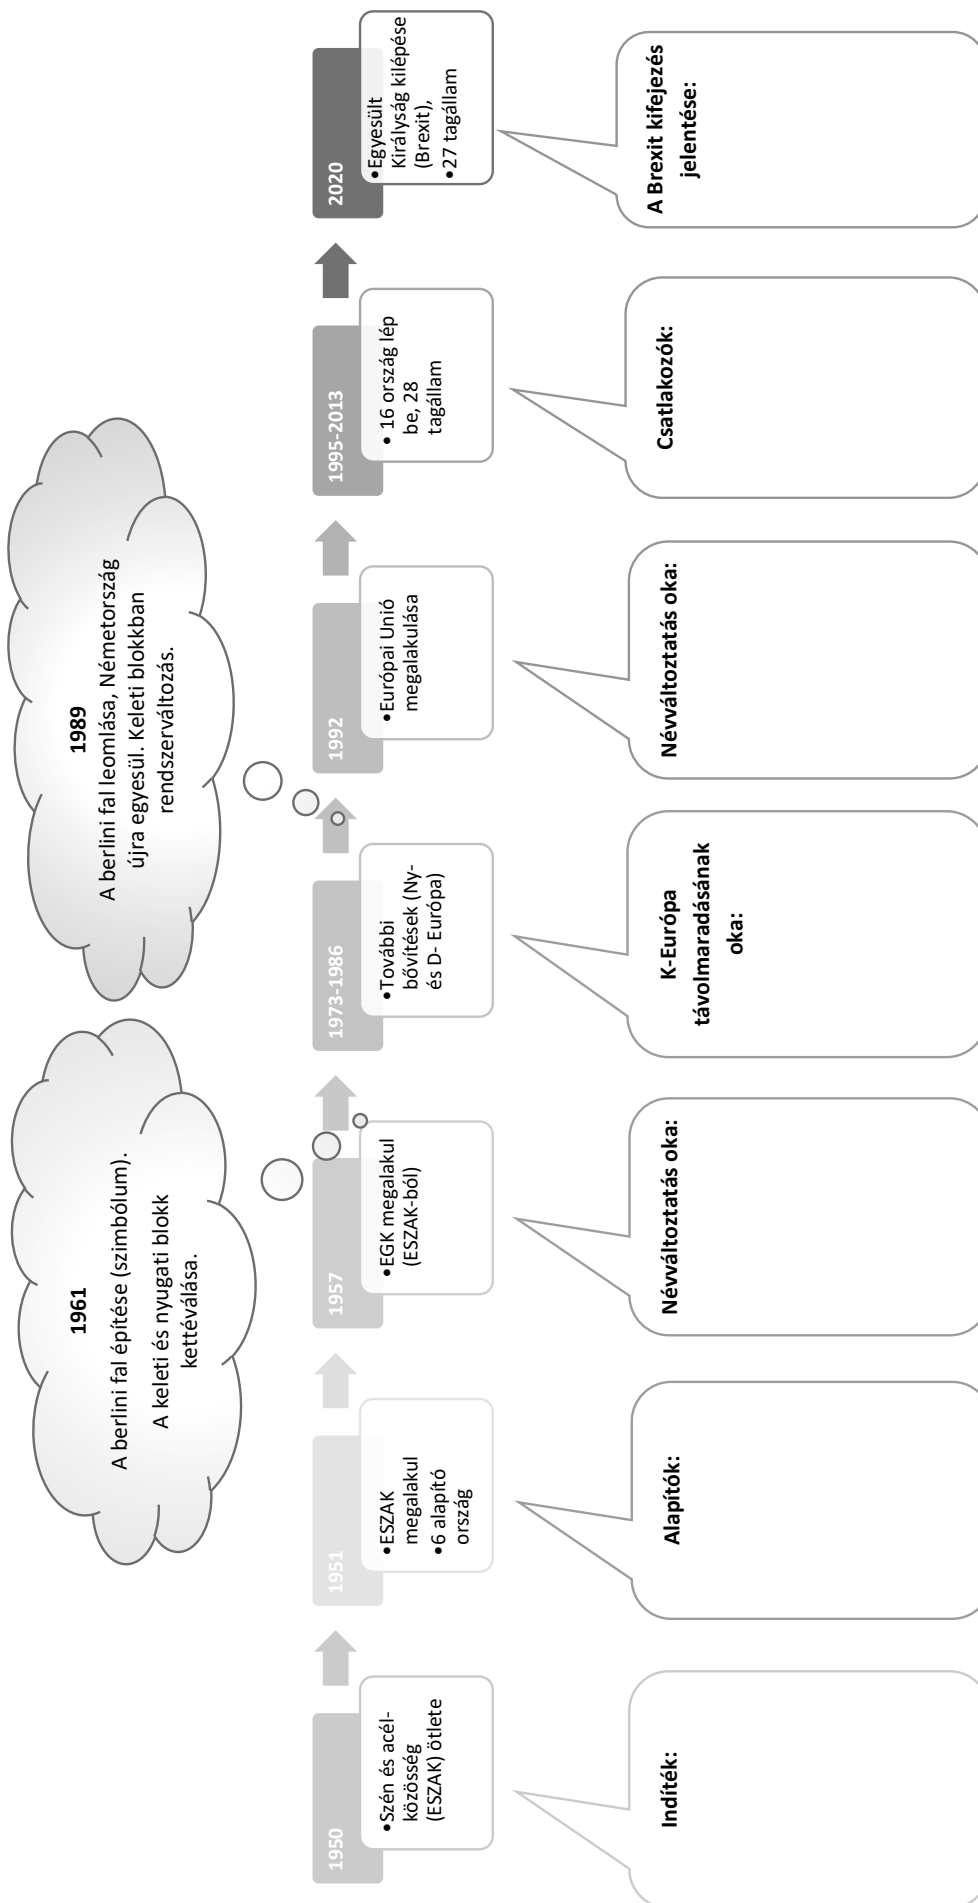 1961
A berlini fal építése (szimbólum).
A keleti és nyugati blokk
kettéválása.
1989
A berlini fal leomlása, Németország
újra egyesül. Keleti blokkban
rendszerváltozás.
1950
•Szén és acél-
közösség
(ESZAK) ötlete
1951
•ESZAK
megalakul
•6 alapító
ország
1957
•EGK megalakul
(ESZAK-ból)
1973-1986
•További
bővítések (Ny-
és D- Európa)
1992
•Európai Unió
megalakulása
1995-2013
• 16 ország lép
be, 28
tagállam
2020
•Egyesült
Királyság kilépése
(Brexit),
•27 tagállam
Indíték:
Alapítók:
Névváltoztatás oka:
K-Európa
távolmaradásának
oka:
Névváltoztatás oka:
Csatlakozók:
A Brexit kifejezés
jelentése: